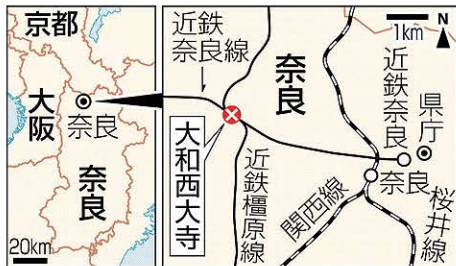 京都
大阪
奈良
奈良
20km
近鉄
奈良線
奈良
1km
N
近鉄奈良
県庁
奈良
大和西大寺
近鉄橿原線
関西線
桜井線